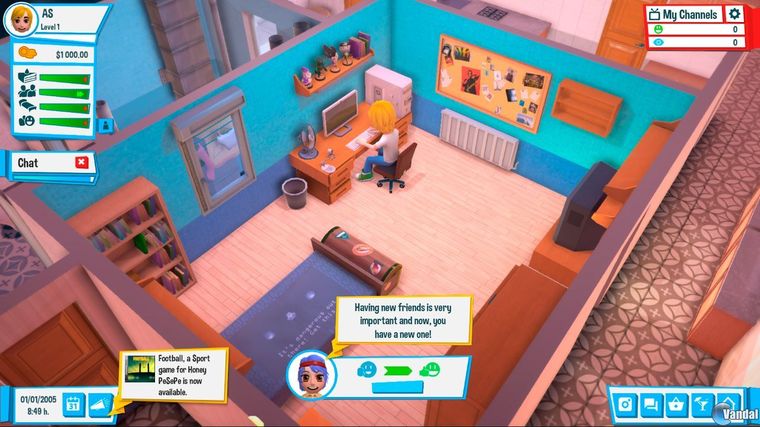 AS
Level 1
$1 000.00
Chat
My Channels
0
0
Having new friends is very
important and now, you
have a new one!
Football, a Sport
game for Honey
Pe$ePe is now
available.
01/01/2005
8:49 h.
31
Vandal